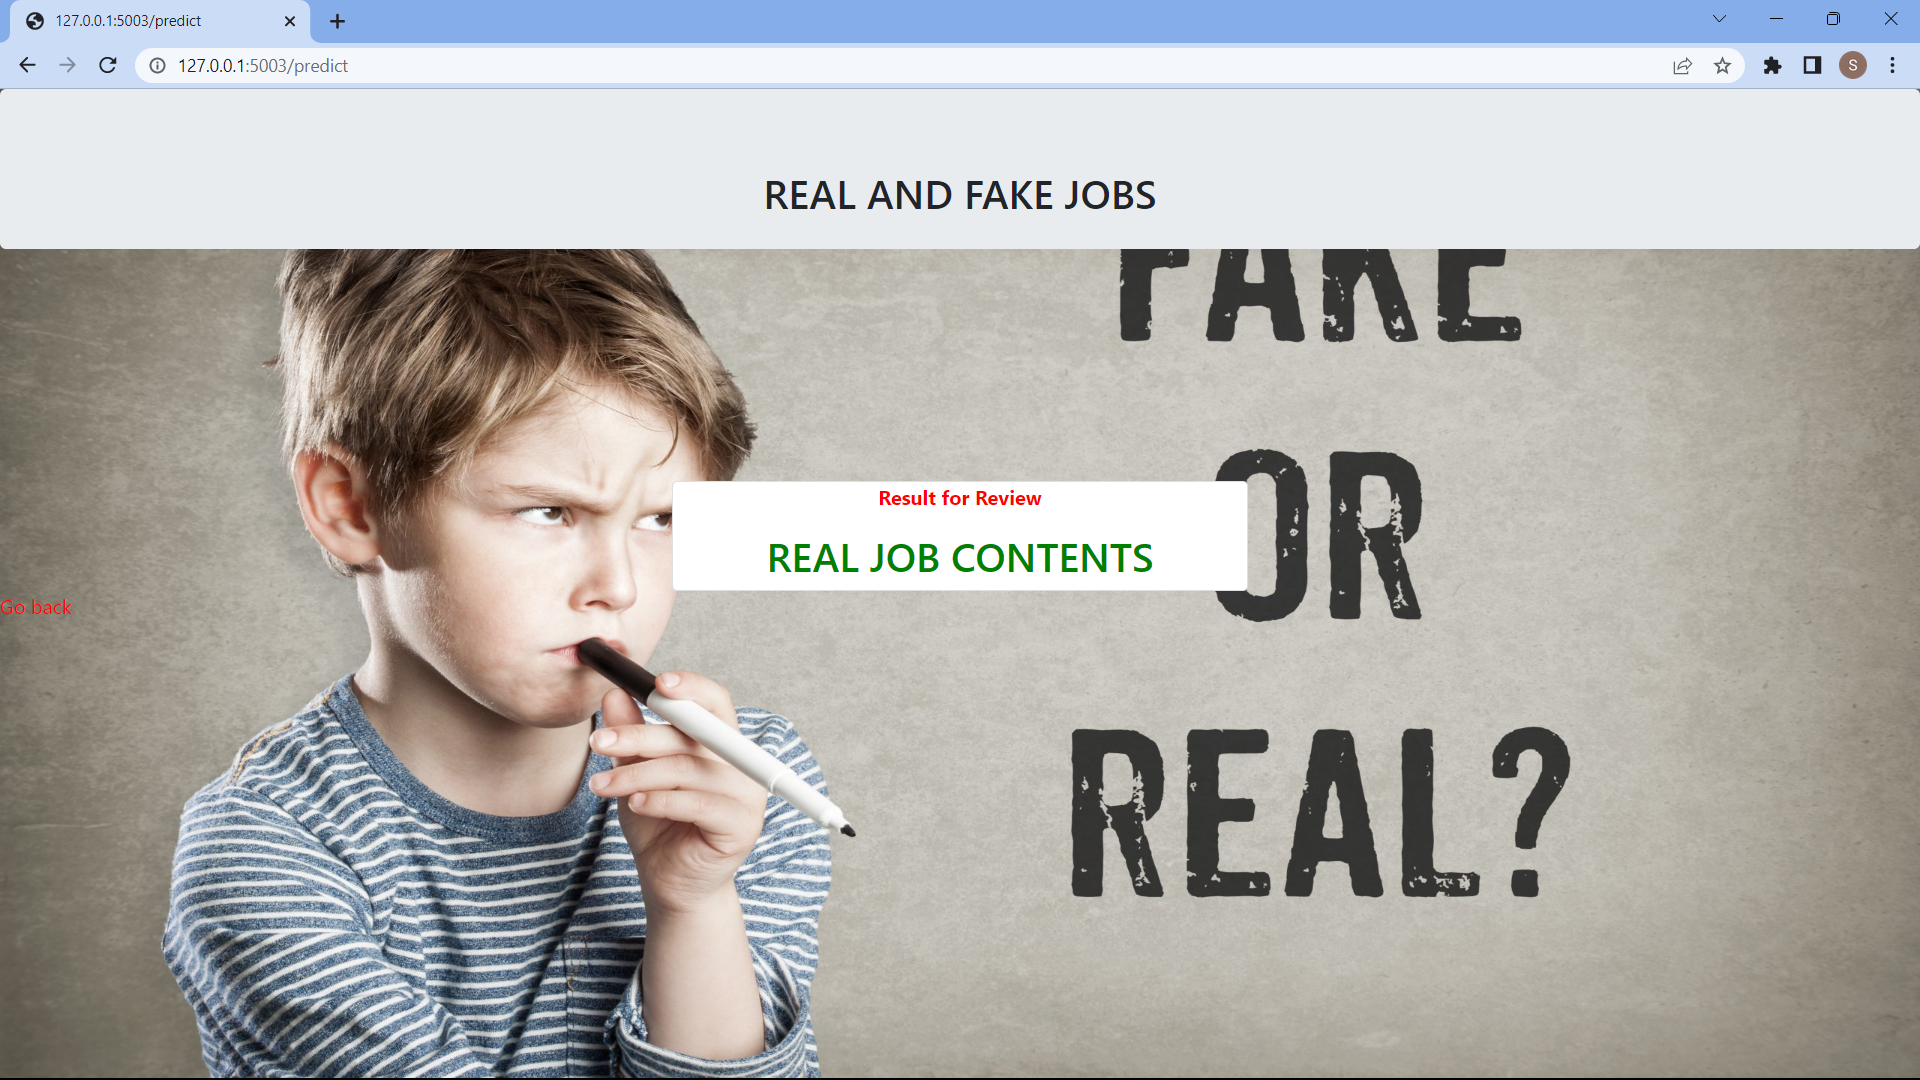 127.0.0.1:5003/predict
127.0.0.1:5003/predict
S
REAL AND FAKE JOBS
FAKE
OR
REAL?
Result for Review
REAL JOB CONTENTS
Go back